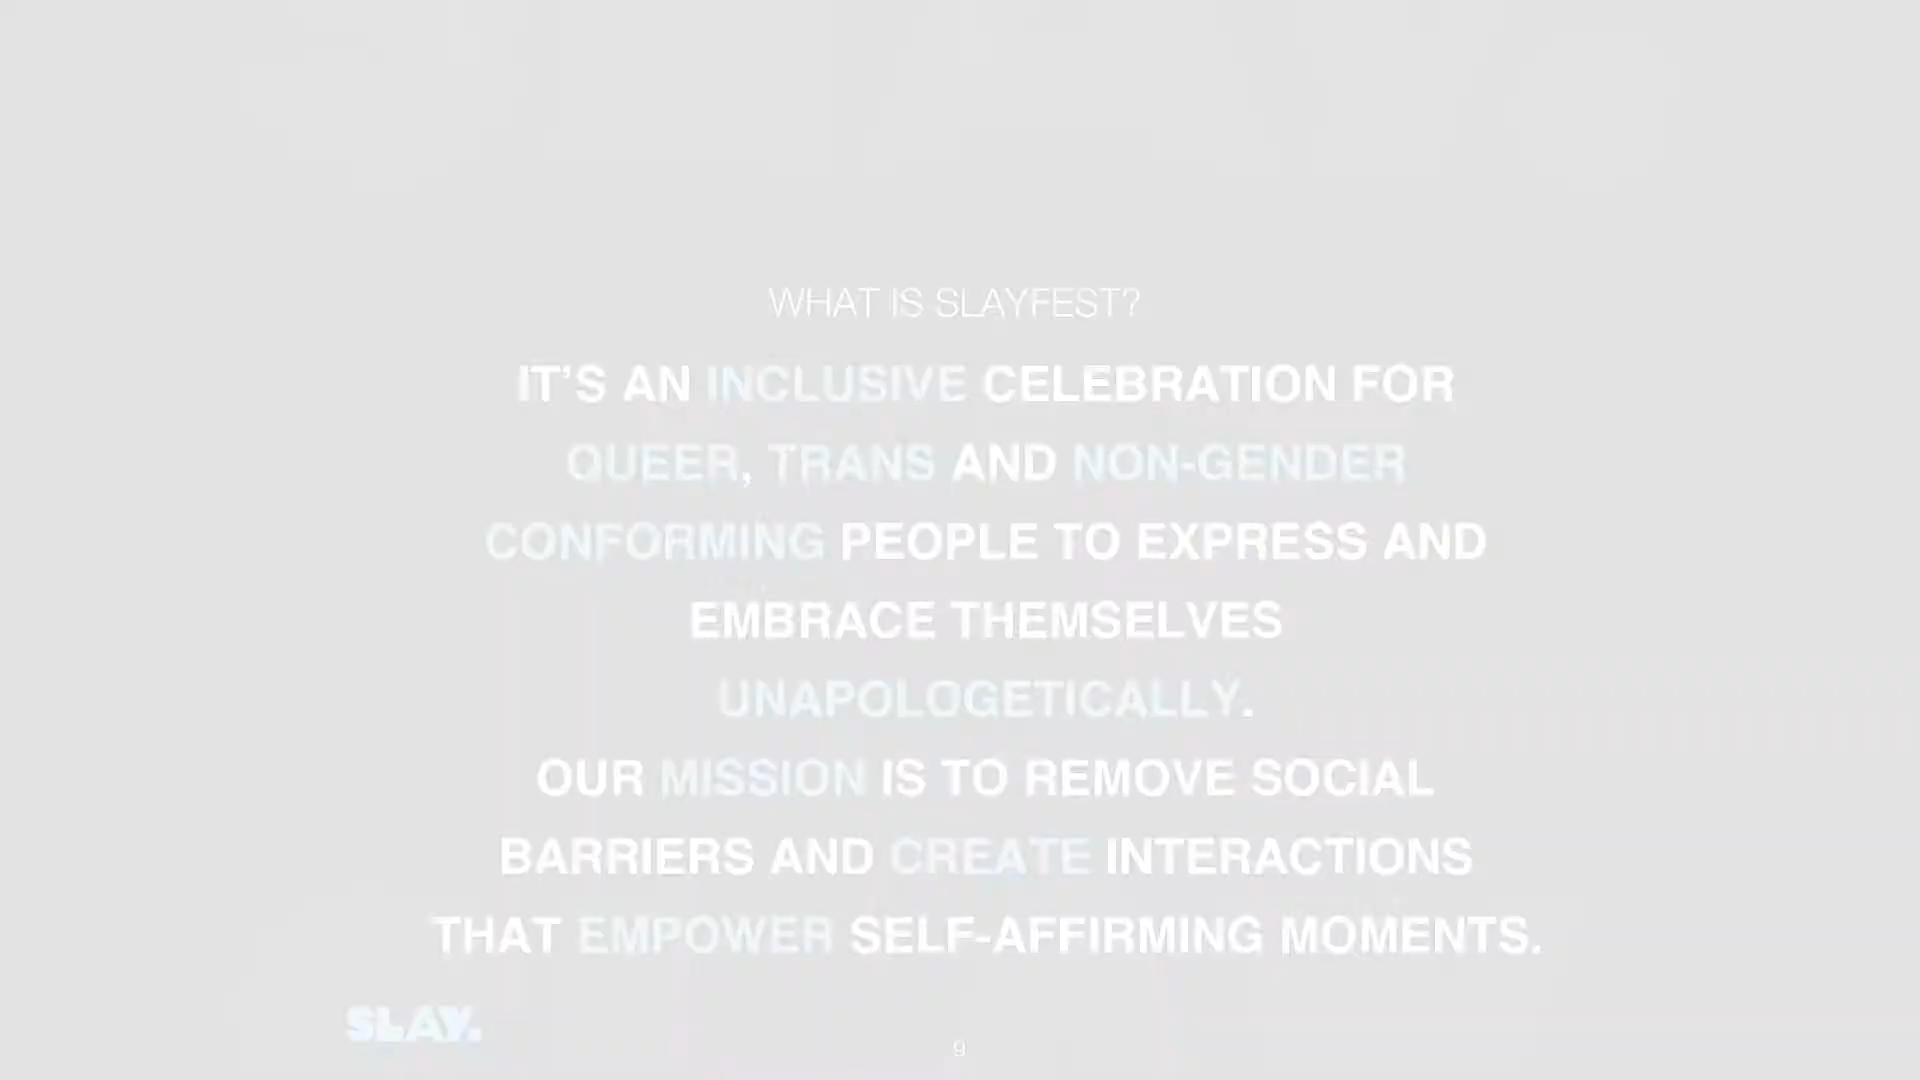 WHAT IS SLAYFEST?
IT'S AN INCLUSIVE CELEBRATION FOR
QUEER, TRANS AND NON-GENDER
CONFORMING PEOPLE TO EXPRESS AND
EMBRACE THEMSELVES
UNAPOLOGETICALLY.
OUR MISSION IS TO REMOVE SOCIAL
BARRIERS AND CREATE INTERACTIONS
THAT EMPOWER SELF-AFFIRMING MOMENTS.
SLAY.
9